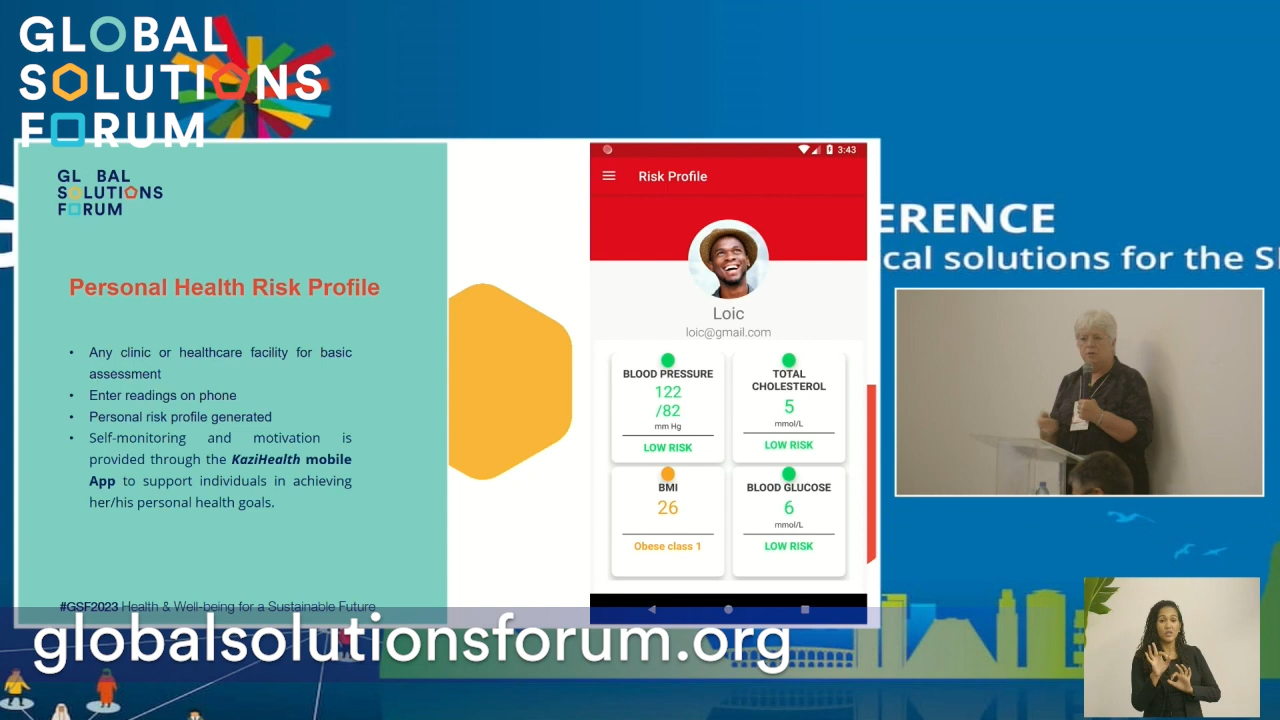 GLOBAL
SOLUTIONS
FORUM
GL BAL
SOLUTIONS
FORUM
Personal Health Risk Profile
• Any clinic or healthcare facility for basic
assessment
• Enter readings on phone
• Personal risk profile generated
• Self-monitoring and motivation is
provided through the KaziHealth mobile
App to support individuals in achieving
her/his personal health goals.
#GSF2023 Health & Well-being for a Sustainable Future
3:43
Risk Profile
Loic
loic@gmail.com
BLOOD PRESSURE
122
/82
mm Hg
LOW RISK
TOTAL
CHOLESTEROL
5
mmol/L
LOW RISK
BMI
26
Obese class 1
BLOOD GLUCOSE
6
mmol/L
LOW RISK
ERENCE
cal solutions for the S
globalsolutionsforum.org